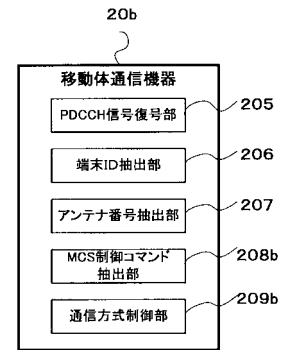 20b
移動体通信機器
PDCCH信号復号部
205
端末ID抽出部
206
アンテナ番号抽出部
207
MCS制御コマンド
抽出部
208b
通信方式制御部
209b